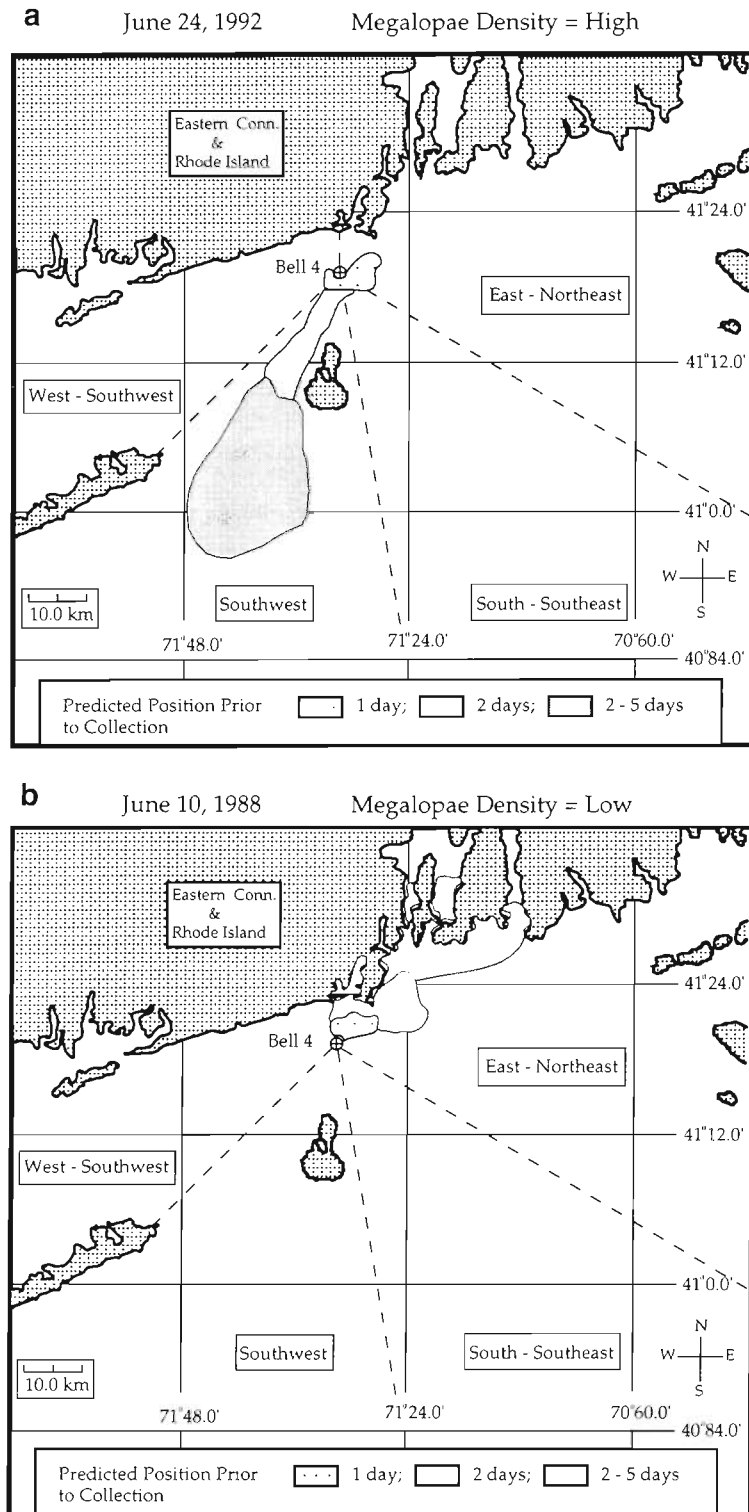 a
June 24, 1992 Megalopae Density = High
Eastern Conn.
&
Rhode Island
41°24.0'
Bell 4
East - Northeast
41°12.0'
West - Southwest
41°0.0'
N
W E
S
10.0 km
Southwest
South - Southeast
71°48.0' 71°24.0' 70°60.0'
40°84.0'
Predicted Position Prior
to Collection
1 day; 2 days; 2 - 5 days
b
June 10, 1988 Megalopae Density = Low
Eastern Conn.
&
Rhode Island
41°24.0'
Bell 4
East - Northeast
41°12.0'
West - Southwest
41°0.0'
N
W E
S
Southwest
South - Southeast
10.0 km
71°48.0' 71°24.0' 70°60.0'
40°84.0'
Predicted Position Prior
to Collection
1 day; 2 days; 2 - 5 days